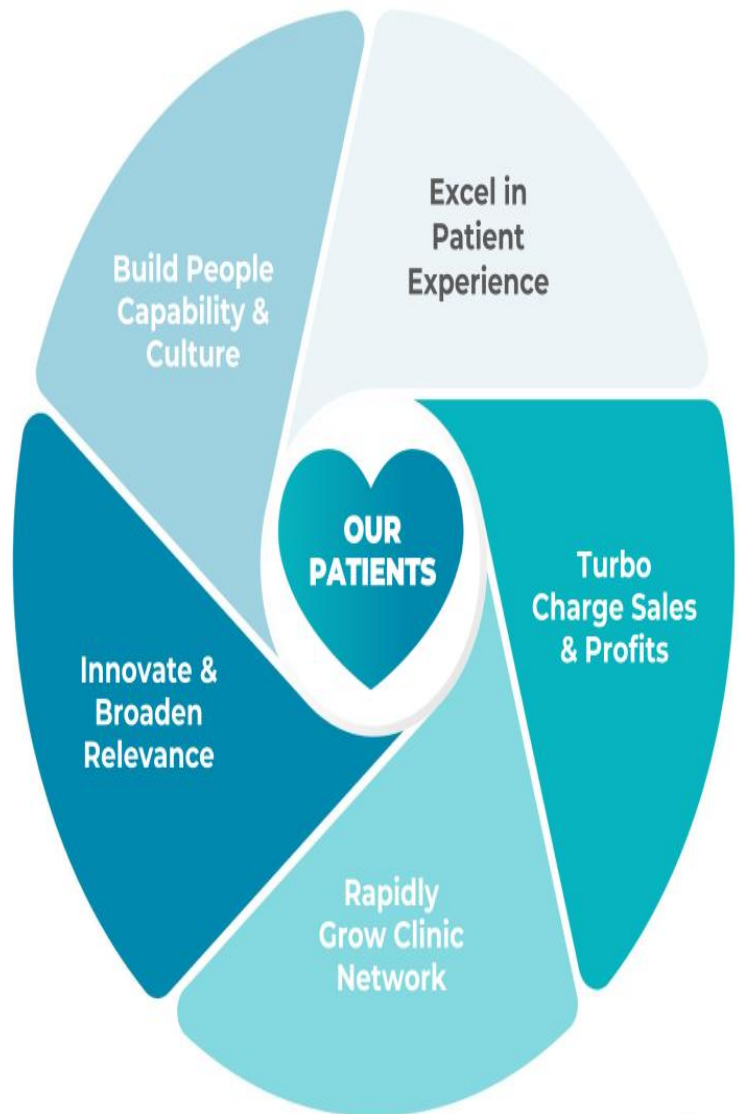 Excel in
Patient
Experience
Turbo
Charge Sales
& Profits
Rapidly
Grow Clinic
Network
Innovate &
Broaden
Relevance
Build People
Capability &
Culture
OUR
PATIENTS